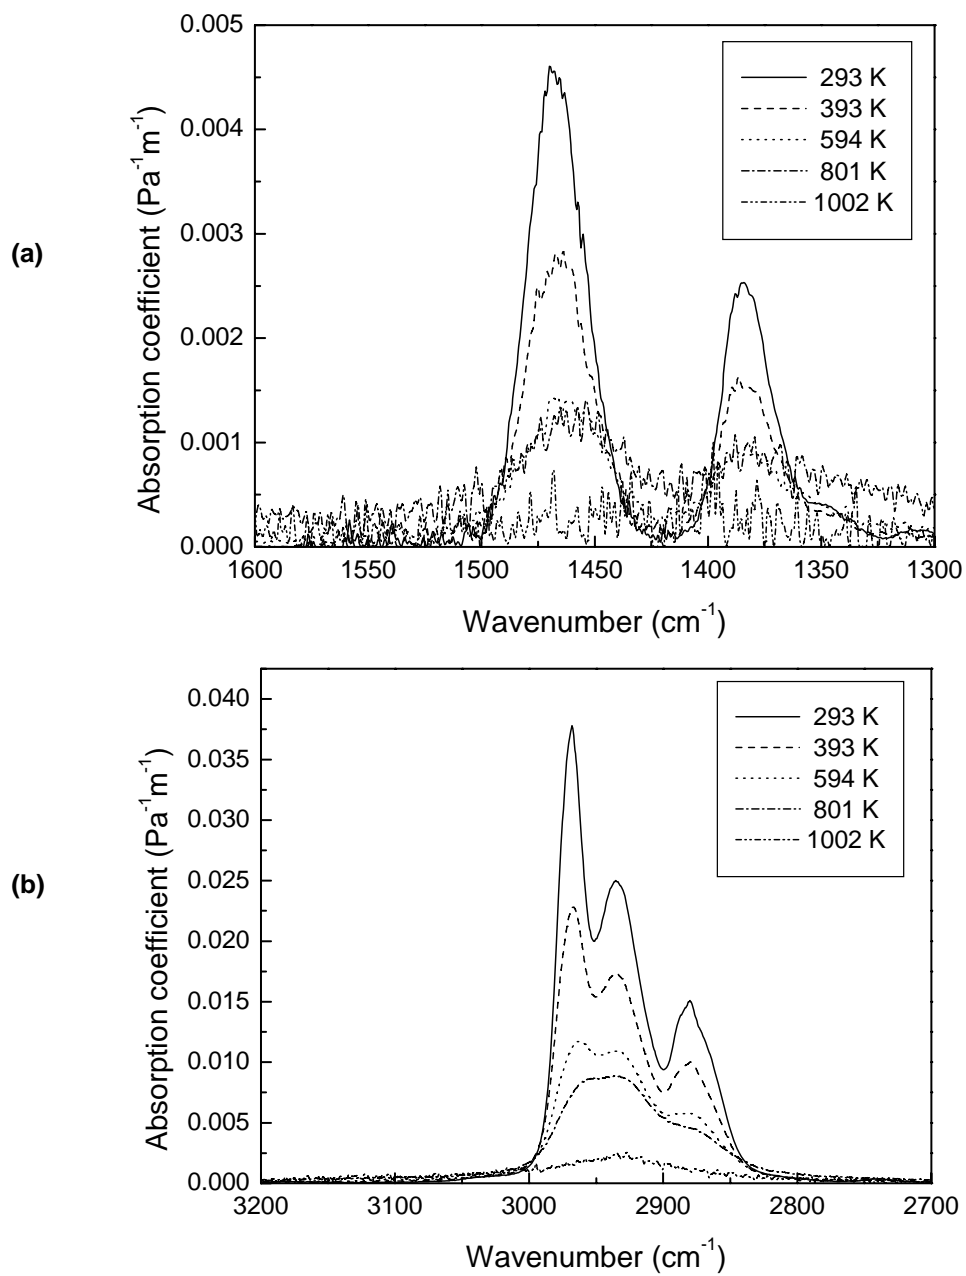 (a)
Absorption coefficient (Pa⁻¹m⁻¹)
0.005
0.004
0.003
0.002
0.001
0.000
293 K
393 K
594 K
801 K
1002 K
1600 1550 1500 1450 1400 1350 1300
Wavenumber (cm⁻¹)
(b)
Absorption coefficient (Pa⁻¹m⁻¹)
0.040
0.035
0.030
0.025
0.020
0.015
0.010
0.005
0.000
293 K
393 K
594 K
801 K
1002 K
3200 3100 3000 2900 2800 2700
Wavenumber (cm⁻¹)